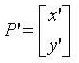 P' = [x'
y']